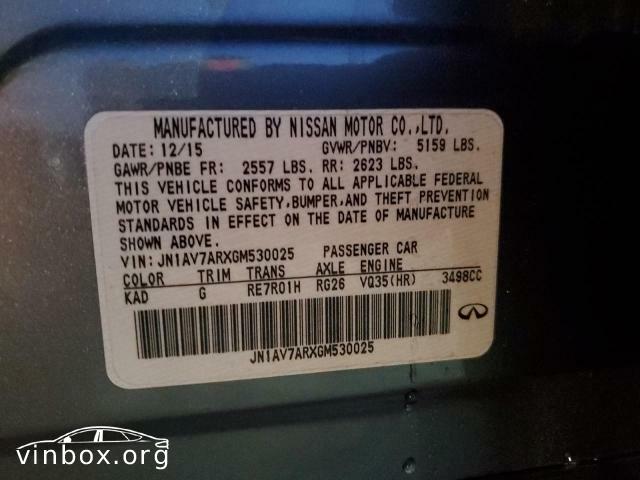 MANUFACTURED BY NISSAN MOTOR CO.,LTD.
DATE: 12/15 GVWR/PNBV: 5159 LBS.
GAWR/PNBE FR: 2557 LBS. RR: 2623 LBS.
THIS VEHICLE CONFORMS TO ALL APPLICABLE FEDERAL
MOTOR VEHICLE SAFETY,BUMPER,AND THEFT PREVENTION
STANDARDS IN EFFECT ON THE DATE OF MANUFACTURE
SHOWN ABOVE.
VIN: JN1AV7ARXGM530025 PASSENGER CAR
COLOR TRIM TRANS AXLE ENGINE
KAD G RE7R01H RG26 VQ35(HR) 3498CC
JN1AV7ARXGM530025
vinbox.org